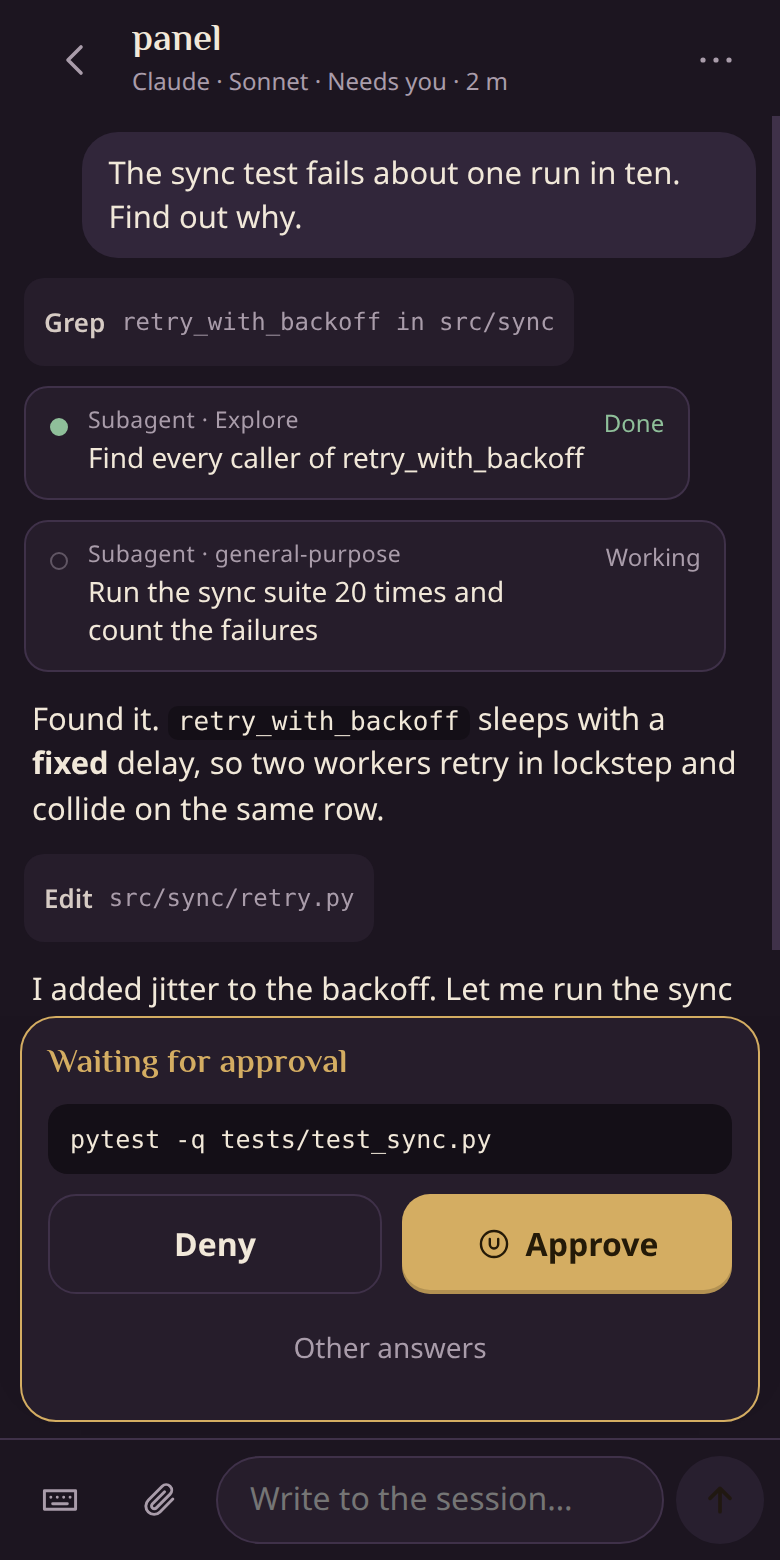 panel
Claude · Sonnet · Needs you · 2 m
The sync test fails about one run in ten.
Find out why.
Grep retry_with_backoff in src/sync
Subagent · Explore
Done
Find every caller of retry_with_backoff
Subagent · general-purpose
Working
Run the sync suite 20 times and
count the failures
Found it. retry_with_backoff sleeps with a
fixed delay, so two workers retry in lockstep and
collide on the same row.
Edit src/sync/retry.py
I added jitter to the backoff. Let me run the sync
Waiting for approval
pytest -q tests/test_sync.py
Deny
Approve
Other answers
Write to the session...